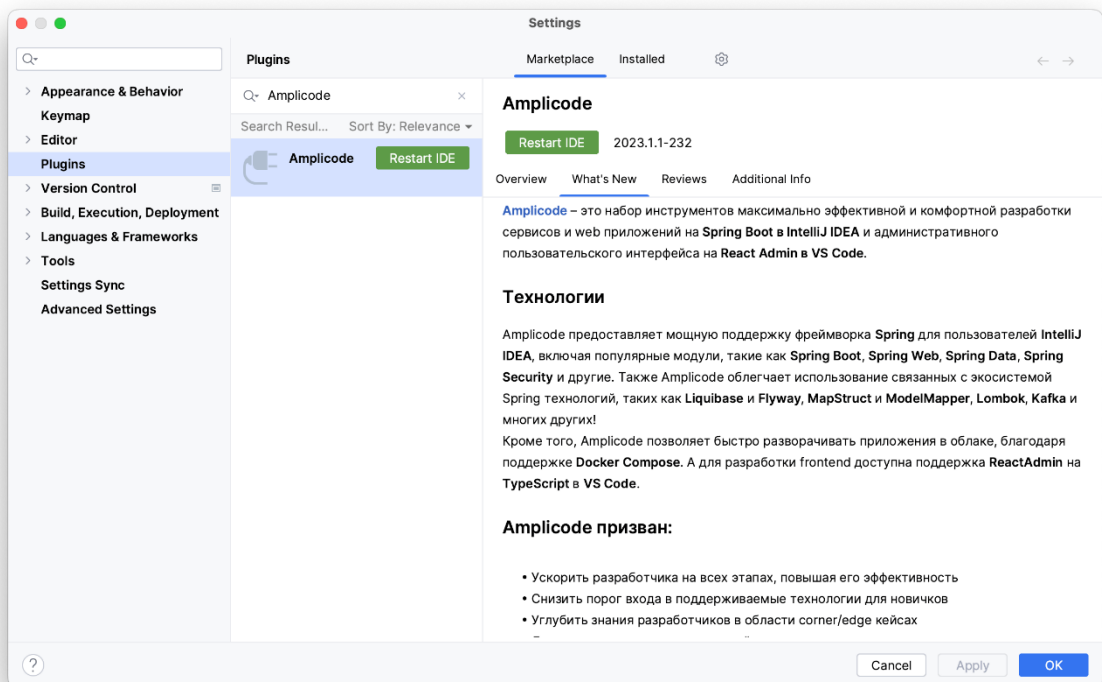 Settings
Plugins
Marketplace
Installed
Appearance & Behavior
Keymap
Editor
Plugins
Version Control
Build, Execution, Deployment
Languages & Frameworks
Tools
Settings Sync
Advanced Settings
Amplicode
Search Resul... Sort By: Relevance
Amplicode
Restart IDE
Amplicode
Restart IDE
2023.1.1-232
Overview
What's New
Reviews
Additional Info
Amplicode – это набор инструментов максимально эффективной и комфортной разработки
сервисов и web приложений на Spring Boot в IntelliJ IDEA и административного
пользовательского интерфейса на React Admin в VS Code.
Технологии
Amplicode предоставляет мощную поддержку фреймворка Spring для пользователей IntelliJ
IDEA, включая популярные модули, такие как Spring Boot, Spring Web, Spring Data, Spring
Security и другие. Также Amplicode облегчает использование связанных с экосистемой
Spring технологий, таких как Liquibase и Flyway, MapStruct и ModelMapper, Lombok, Kafka и
многих других!
Кроме того, Amplicode позволяет быстро разворачивать приложения в облаке, благодаря
поддержке Docker Compose. А для разработки frontend доступна поддержка ReactAdmin на
TypeScript в VS Code.
Amplicode призван:
• Ускорить разработчика на всех этапах, повышая его эффективность
• Снизить порог входа в поддерживаемые технологии для новичков
• Углубить знания разработчиков в области corner/edge кейсах
?
Cancel
Apply
OK